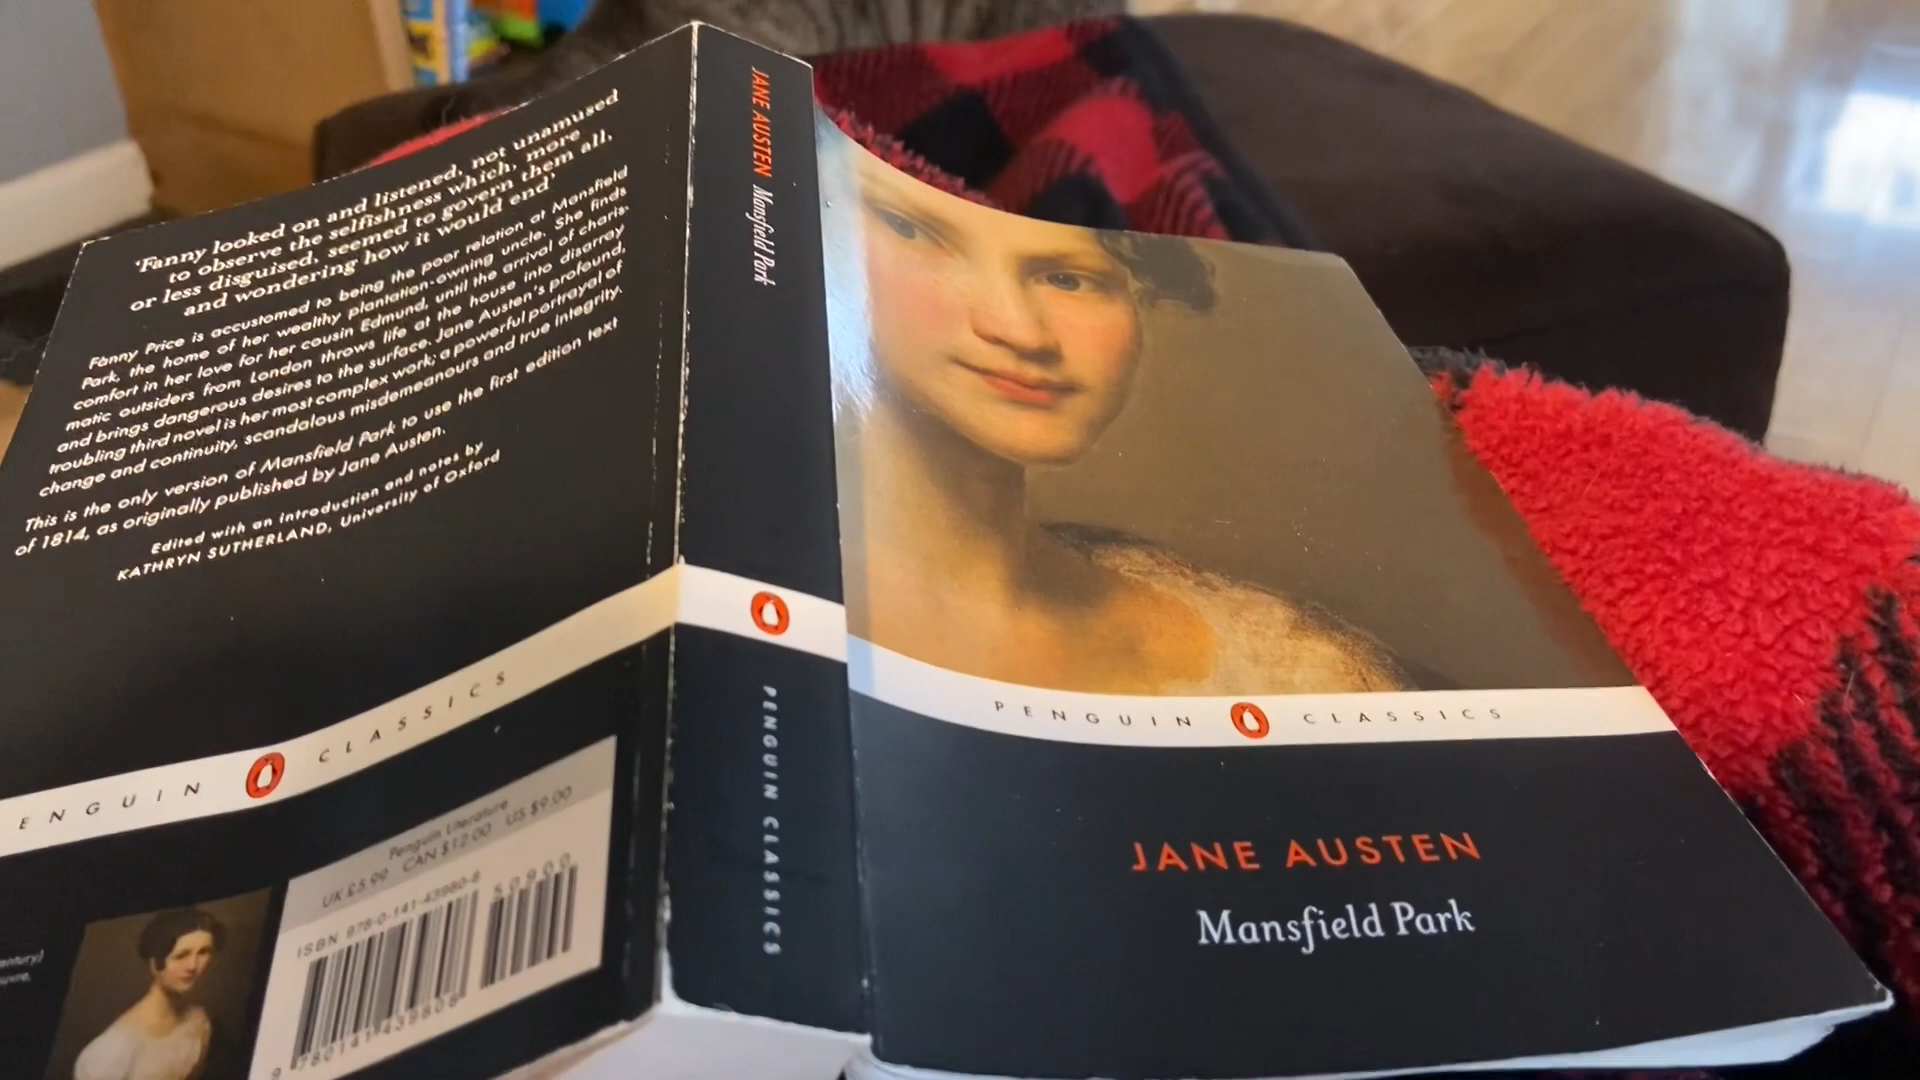 'Fanny looked on and listened, not unamused
to observe the selfishness which, more
or less disguised, seemed to govern them all,
and wondering how it would end'
Fanny Price is accustomed to being the poor relation at Mansfield
Park, the home of her wealthy plantation-owning uncle. She finds
comfort in her love for her cousin Edmund, until the arrival of charis-
matic outsiders from London throws life at the house into disarray
and brings dangerous desires to the surface. Jane Austen's profound,
troubling third novel is her most complex work; a powerful portrayal of
change and continuity, scandalous misdemeanours and true integrity.
This is the only version of Mansfield Park to use the first edition text
of 1814, as originally published by Jane Austen.
Edited with an introduction and notes by
KATHRYN SUTHERLAND, University of Oxford
ENGUIN CLASSICS
Penguin Literature
UK £5.99 CAN $12.00 US $9.00
ISBN 978-0-141-43980-8
50900
9 780141 439808
JANE AUSTEN Mansfield Park
PENGUIN CLASSICS
PENGUIN CLASSICS
JANE AUSTEN
Mansfield Park